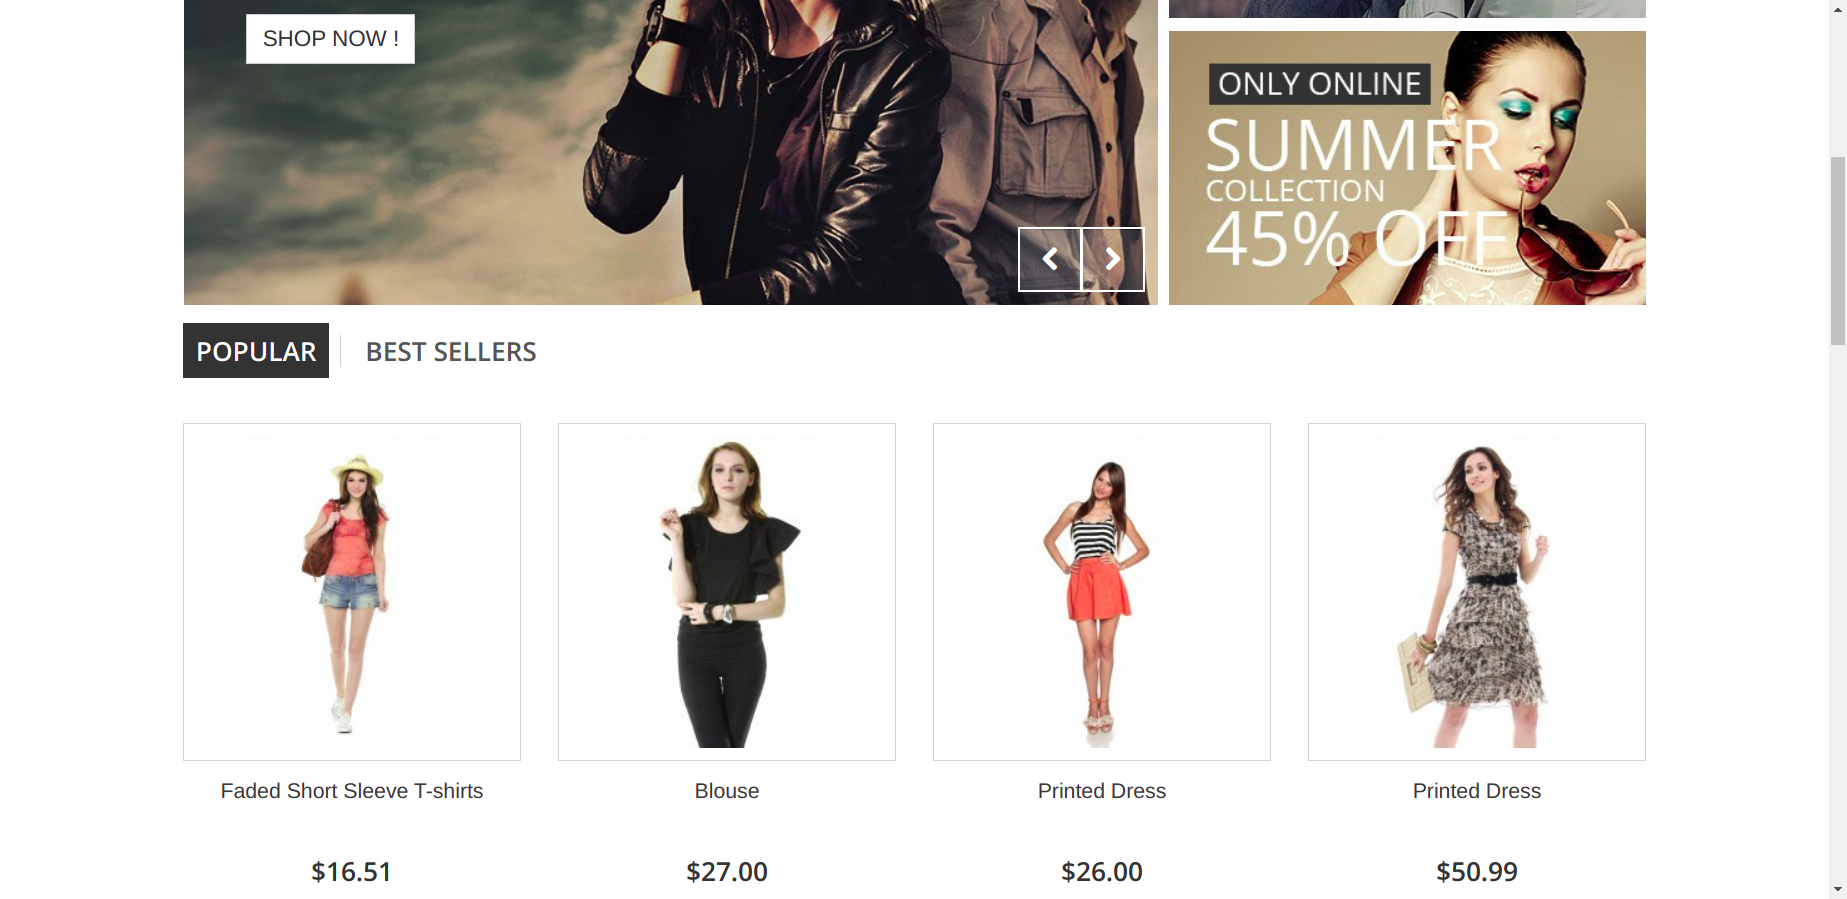 SHOP NOW !
ONLY ONLINE
SUMMER
COLLECTION
45% OFF
POPULAR
BEST SELLERS
Faded Short Sleeve T-shirts
Blouse
Printed Dress
Printed Dress
$16.51
$27.00
$26.00
$50.99